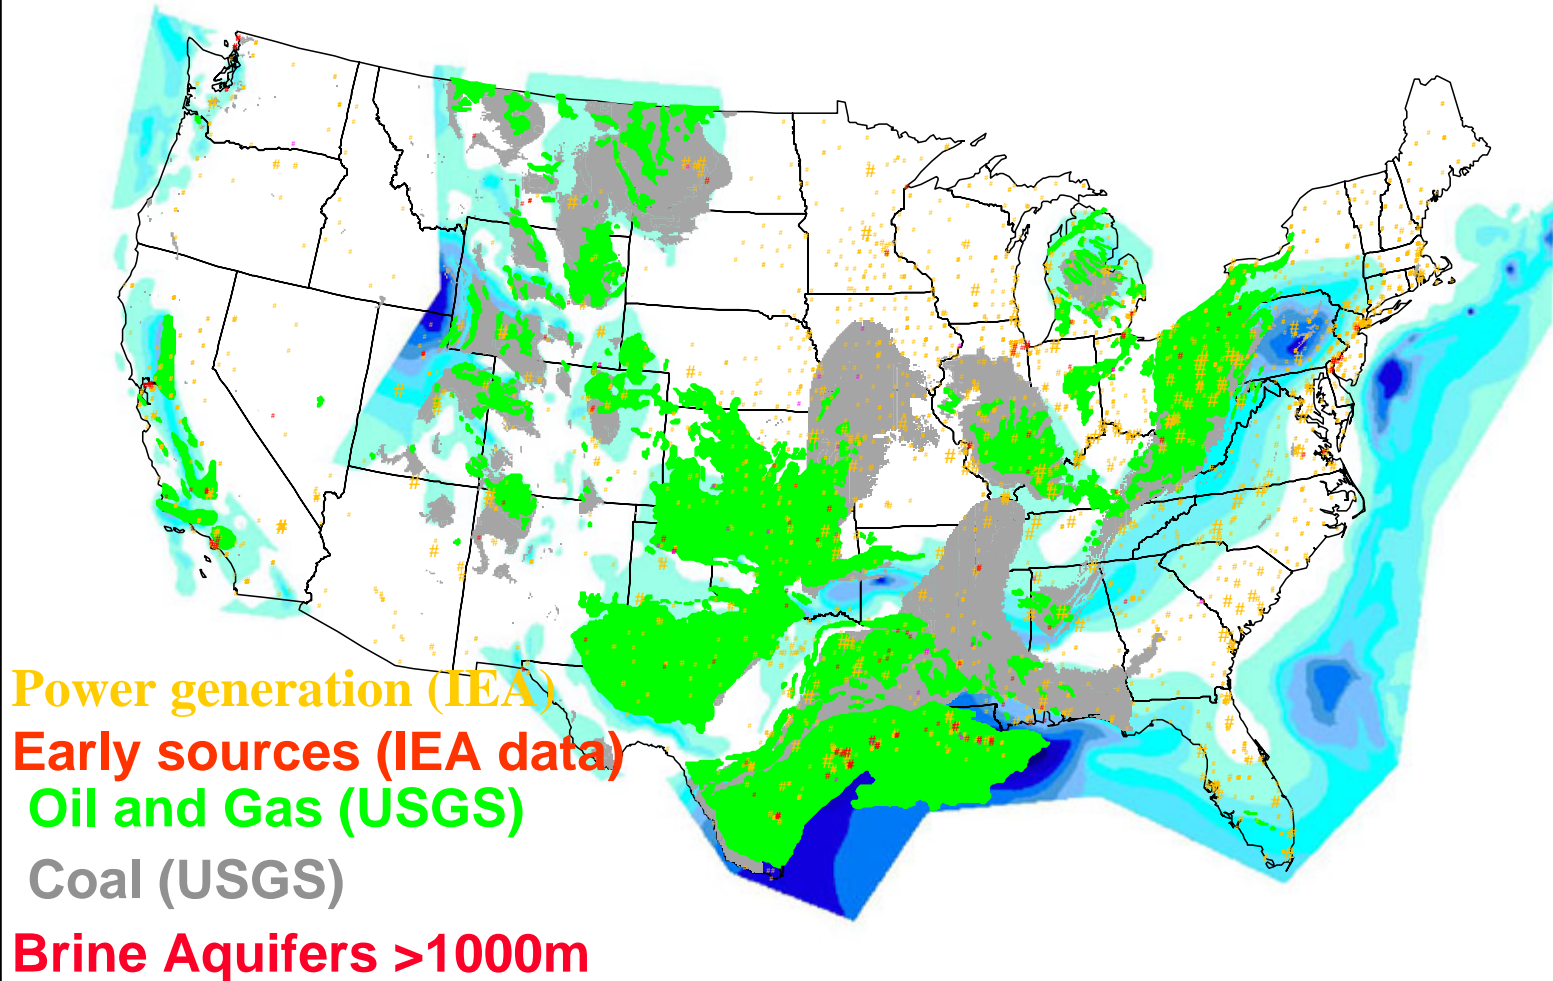 Power generation (IEA)
Early sources (IEA data)
Oil and Gas (USGS)
Coal (USGS)
Brine Aquifers >1000m